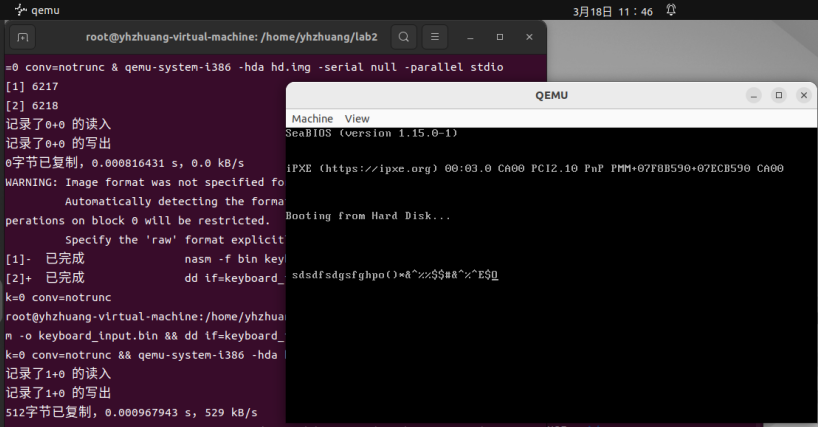 qemu
3月18日 11：46
root@yhzhuang-virtual-machine: /home/yhzhuang/lab2
=0 conv=notrunc & qemu-system-i386 -hda hd.img -serial null -parallel stdio
[1] 6217
[2] 6218
记录了0+0 的读入
记录了0+0 的写出
0字节已复制，0.000816431 s，0.0 kB/s
WARNING: Image format was not specified fo
Automatically detecting the forma
perations on block 0 will be restricted.
Specify the 'raw' format explicit
[1]- 已完成 nasm -f bin key
[2]+ 已完成 dd if=keyboard_
k=0 conv=notrunc
root@yhzhuang-virtual-machine:/home/yhzhuan
m -o keyboard_input.bin && dd if=keyboard_
k=0 conv=notrunc && qemu-system-i386 -hda
记录了1+0 的读入
记录了1+0 的写出
512字节已复制，0.000967943 s，529 kB/s
QEMU
Machine View
SeaBIOS (version 1.15.0-1)
iPXE (https://ipxe.org) 00:03.0 CA00 PCI2.10 PnP PMM+07F8B590+07ECB590 CA00
Booting from Hard Disk...
sdsdfsdgsfghpo()*&^%%$$#&^%^E$